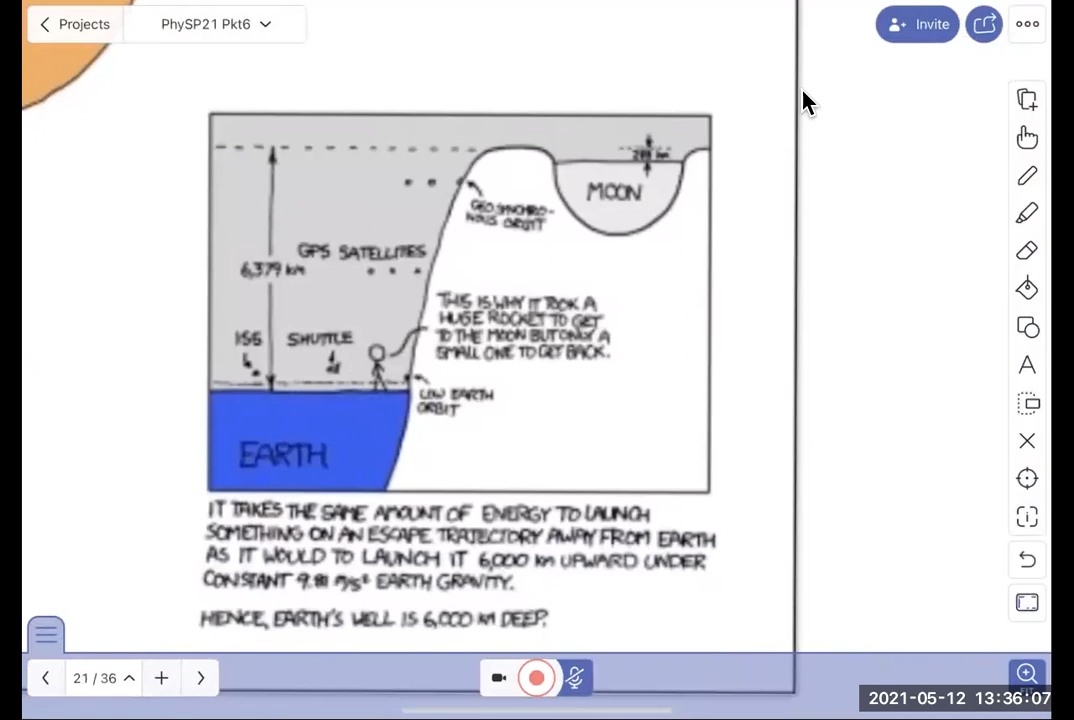 Projects
PhySP21 Pkt6
Invite
288 km
MOON
GEOSYNCHRO-
NOUS ORBIT
GPS SATELLITES
6,379 km
THIS IS WHY IT TOOK A
HUGE ROCKET TO GET
TO THE MOON BUT ONLY A
SMALL ONE TO GET BACK.
ISS SHUTTLE
LOW EARTH
ORBIT
EARTH
IT TAKES THE SAME AMOUNT OF ENERGY TO LAUNCH
SOMETHING ON AN ESCAPE TRAJECTORY AWAY FROM EARTH
AS IT WOULD TO LAUNCH IT 6,000 km UPWARD UNDER
CONSTANT 9.81 m/s² EARTH GRAVITY.
HENCE, EARTH'S WELL IS 6,000 km DEEP.
21 / 36
FIT
2021-05-12 13:36:07